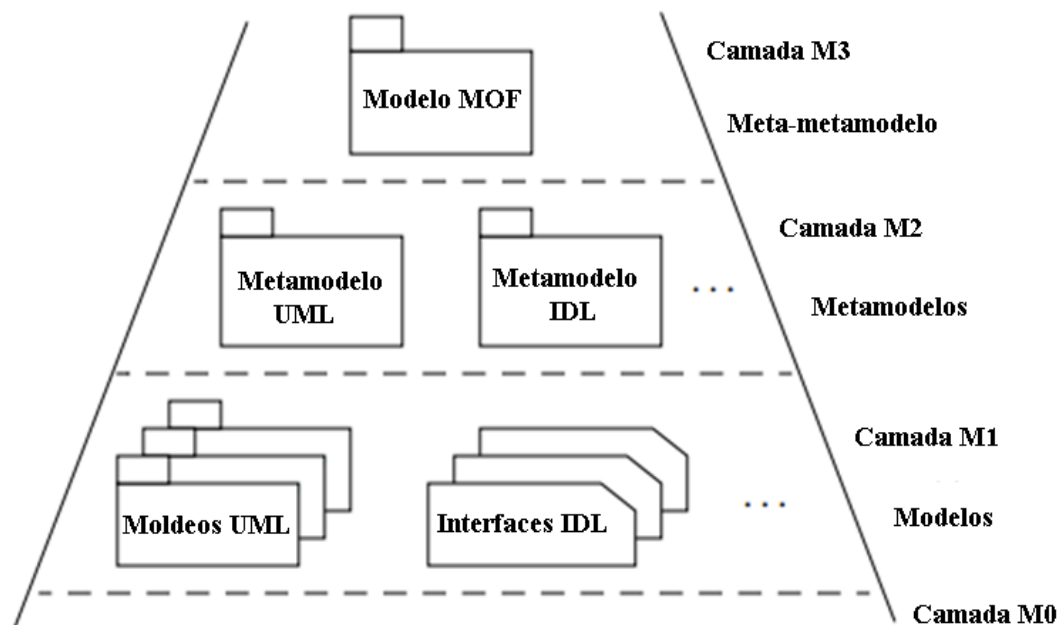 Camada M3
Modelo MOF
Meta-metamodelo
Camada M2
Metamodelo
UML
Metamodelo
IDL
. . .
Metamodelos
Camada M1
Moldeos UML
Interfaces IDL
. . .
Modelos
Camada M0